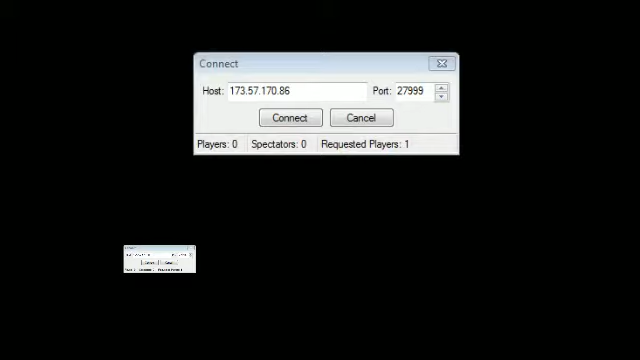 Connect
Host: 173.57.170.86 Port: 27999
Connect Cancel
Players: 0 Spectators: 0 Requested Players: 1